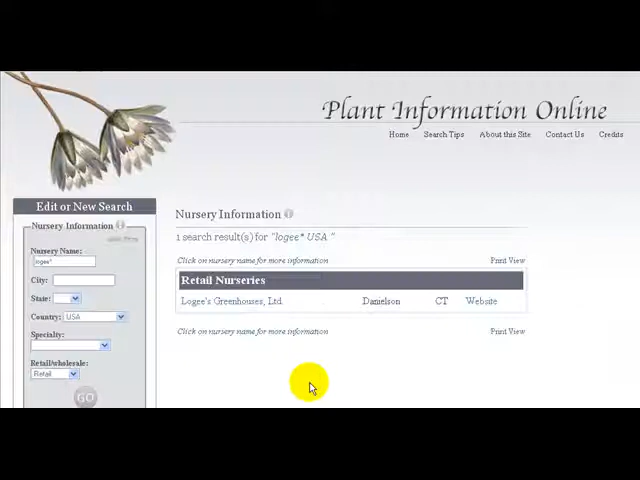 Plant Information Online
Home Search Tips About this Site Contact Us Credits
Edit or New Search
Nursery Information
Nursery Name:
logee*
City:
State:
Country: USA
Specialty:
Retail/wholesale:
Retail
GO
Nursery Information
1 search result(s) for "logee* USA "
Click on nursery name for more information Print View
Retail Nurseries
Logee's Greenhouses, Ltd. Danielson CT Website
Click on nursery name for more information Print View